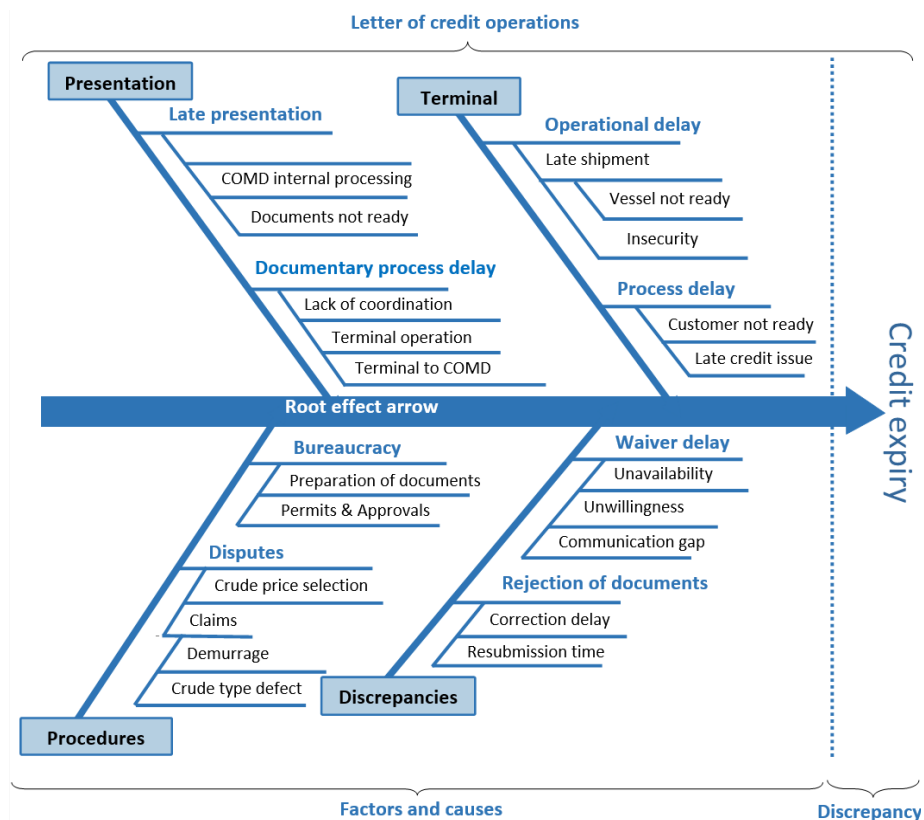 Letter of credit operations
Presentation
Late presentation
COMD internal processing
Documents not ready
Documentary process delay
Lack of coordination
Terminal operation
Terminal to COMD
Terminal
Operational delay
Late shipment
Vessel not ready
Insecurity
Process delay
Customer not ready
Late credit issue
Root effect arrow
Credit expiry
Bureaucracy
Preparation of documents
Permits & Approvals
Disputes
Crude price selection
Claims
Demurrage
Crude type defect
Procedures
Waiver delay
Unavailability
Unwillingness
Communication gap
Rejection of documents
Correction delay
Resubmission time
Discrepancies
Factors and causes
Discrepancy